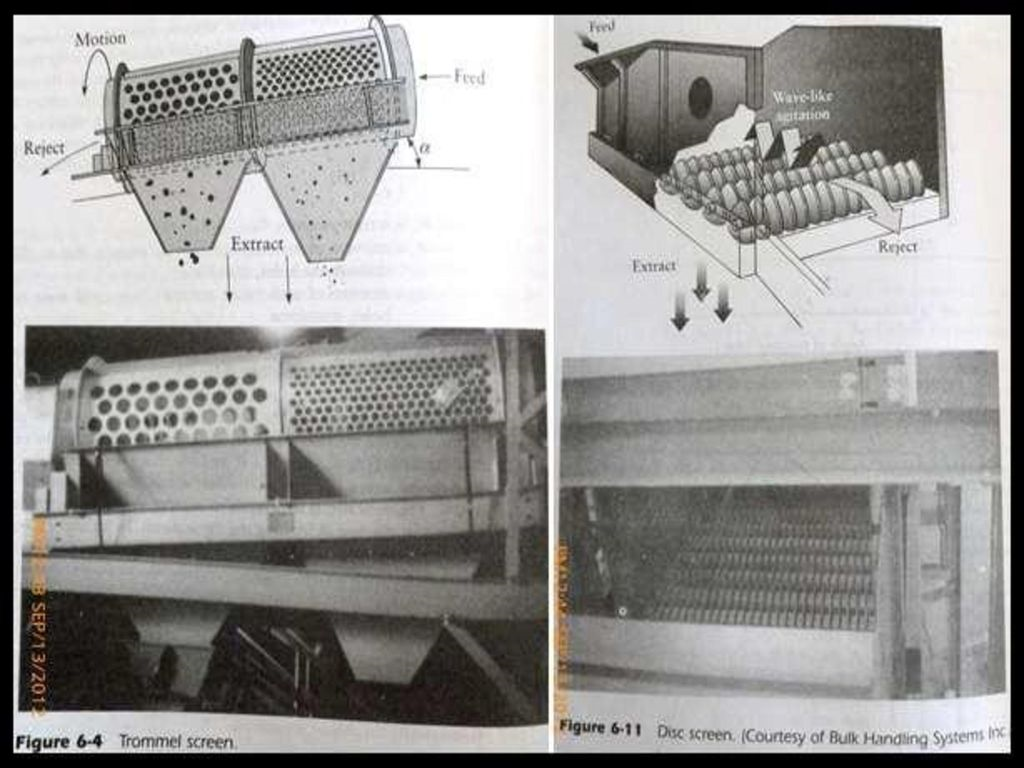 Motion
Feed
Reject
α
Extract
Figure 6-4 Trommel screen.
SEP/13/2012
Feed
Wave-like
agitation
Reject
Extract
Figure 6-11 Disc screen. (Courtesy of Bulk Handling Systems Inc